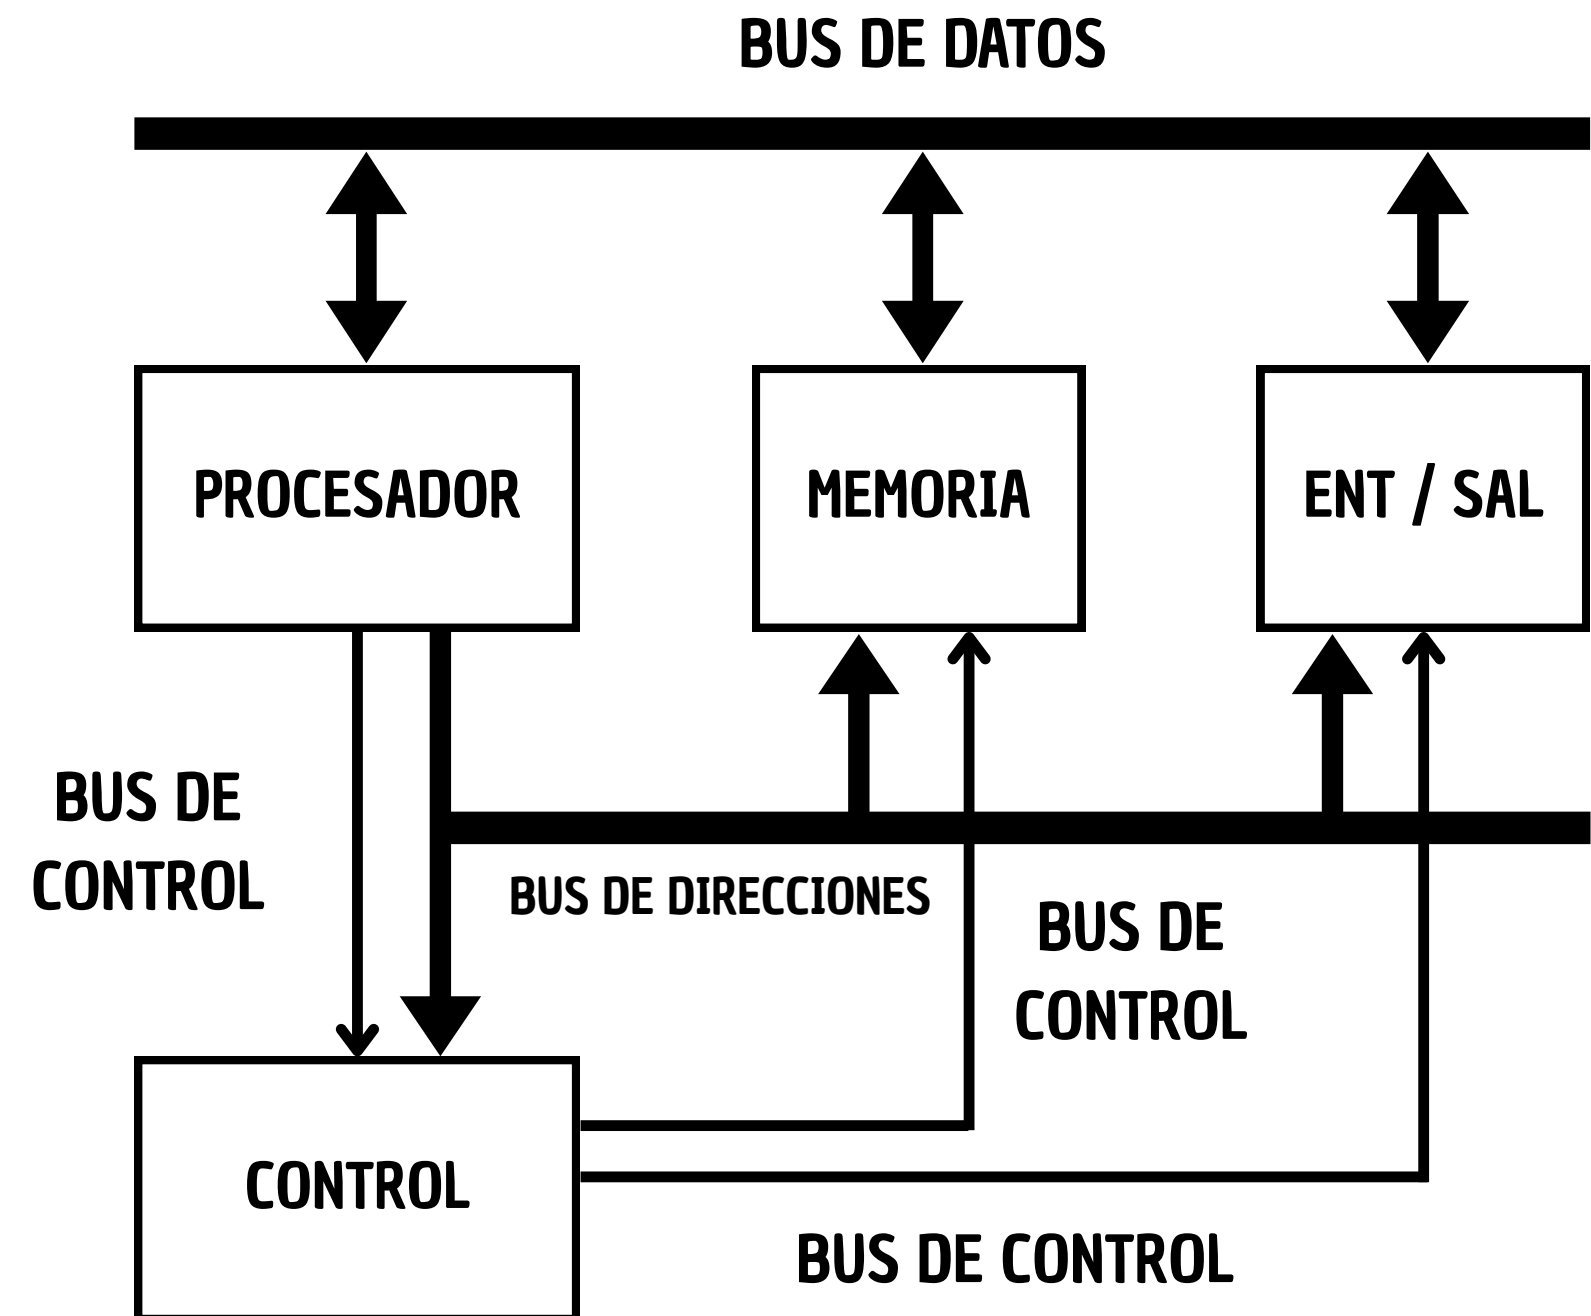 BUS DE DATOS
PROCESADOR
MEMORIA
ENT / SAL
BUS DE
CONTROL
BUS DE DIRECCIONES
BUS DE
CONTROL
CONTROL
BUS DE CONTROL